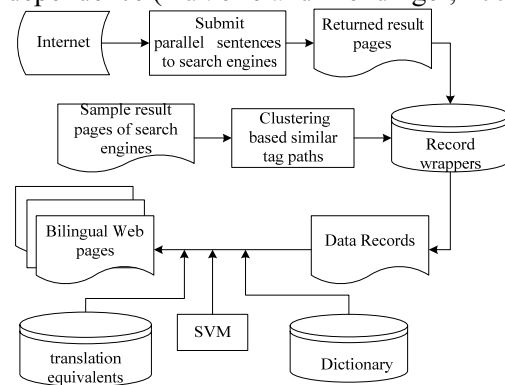 Internet
Submit
parallel sentences
to search engines
Returned result
pages
Sample result
pages of search
engines
Clustering
based similar
tag paths
Record
wrappers
Bilingual Web
pages
Data Records
translation
equivalents
SVM
Dictionary